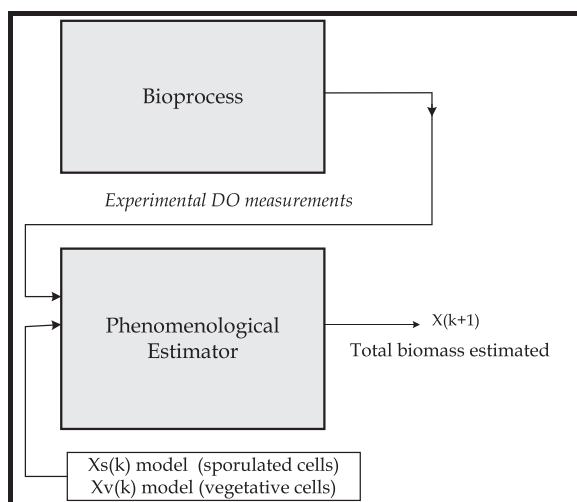 Bioprocess
Experimental DO measurements
Phenomenological
Estimator
X(k+1)
Total biomass estimated
Xs(k) model (sporulated cells)
Xv(k) model (vegetative cells)